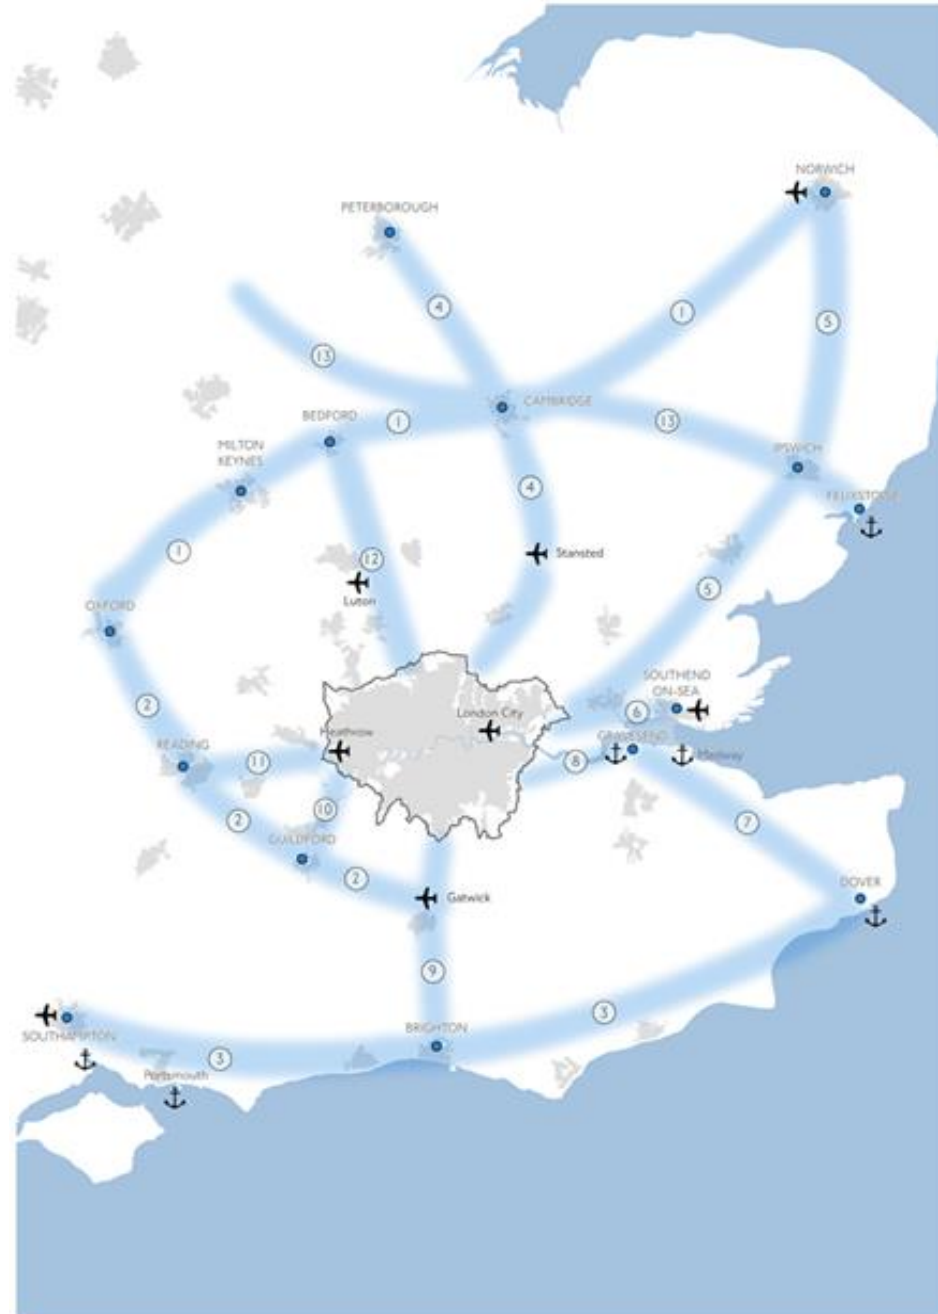 NORWICH
PETERBOROUGH
4
1
5
13
CAMBRIDGE
BEDFORD
1
13
MILTON
KEYNES
IPSWICH
4
FELIXSTOWE
1
12
Stansted
Luton
5
OXFORD
SOUTHEND
ON-SEA
2
London City
6
Heathrow
GRAVESEND
READING
11
8
Medway
10
2
7
GUILDFORD
2
DOVER
Gatwick
9
3
SOUTHAMPTON
BRIGHTON
3
Portsmouth